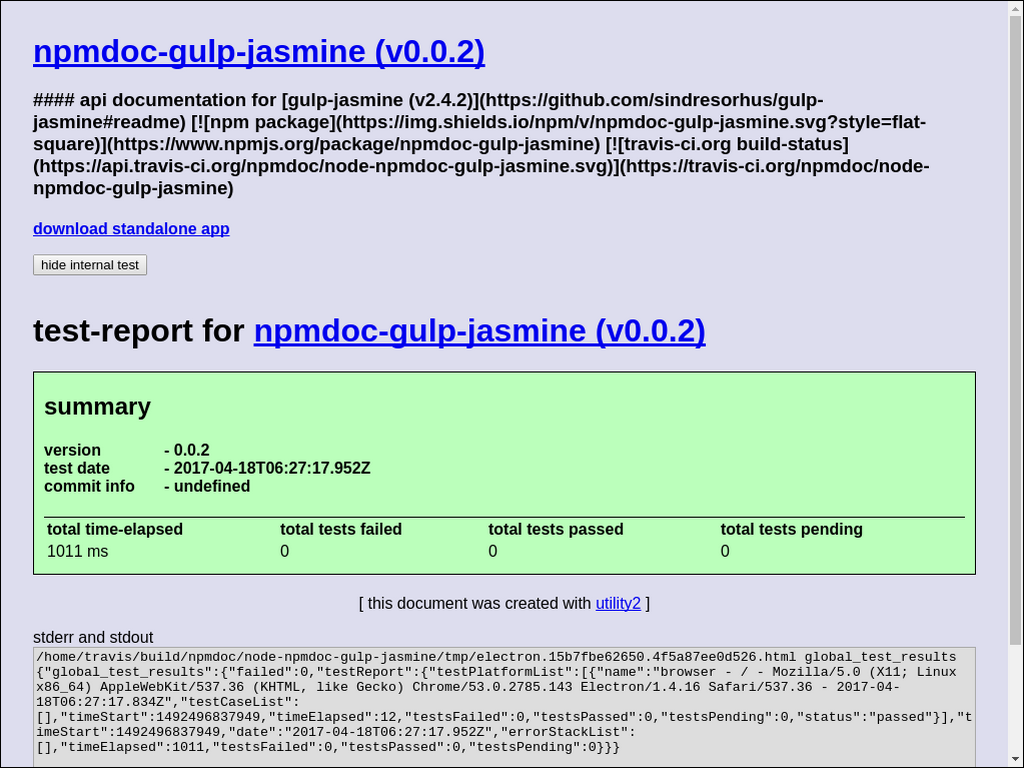 npmdoc-gulp-jasmine (v0.0.2)
#### api documentation for [gulp-jasmine (v2.4.2)](https://github.com/sindresorhus/gulp-
jasmine#readme) [![npm package](https://img.shields.io/npm/v/npmdoc-gulp-jasmine.svg?style=flat-
square)](https://www.npmjs.org/package/npmdoc-gulp-jasmine) [![travis-ci.org build-status]
(https://api.travis-ci.org/npmdoc/node-npmdoc-gulp-jasmine.svg)](https://travis-ci.org/npmdoc/node-
npmdoc-gulp-jasmine)
download standalone app
hide internal test
test-report for npmdoc-gulp-jasmine (v0.0.2)
summary
version - 0.0.2
test date - 2017-04-18T06:27:17.952Z
commit info - undefined
total time-elapsed total tests failed total tests passed total tests pending
1011 ms 0 0 0
[ this document was created with utility2 ]
stderr and stdout
/home/travis/build/npmdoc/node-npmdoc-gulp-jasmine/tmp/electron.15b7fbe62650.4f5a87ee0d526.html global_test_results
{"global_test_results":{"failed":0,"testReport":{"testPlatformList":[{"name":"browser - / - Mozilla/5.0 (X11; Linux
x86_64) AppleWebKit/537.36 (KHTML, like Gecko) Chrome/53.0.2785.143 Electron/1.4.16 Safari/537.36 - 2017-04-
18T06:27:17.834Z","testCaseList":
[],"timeStart":1492496837949,"timeElapsed":12,"testsFailed":0,"testsPassed":0,"testsPending":0,"status":"passed"}],"t
imeStart":1492496837949,"date":"2017-04-18T06:27:17.952Z","errorStackList":
[],"timeElapsed":1011,"testsFailed":0,"testsPassed":0,"testsPending":0}}}